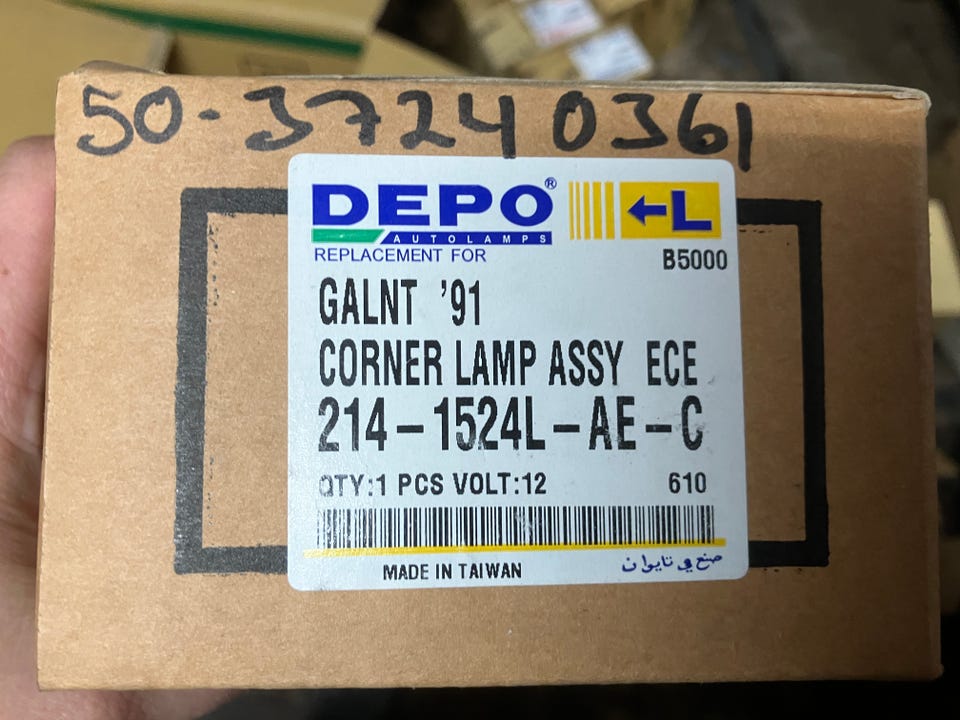 50-37240361
DEPO® ←L
AUTOLAMPS
REPLACEMENT FOR B5000
GALNT '91
CORNER LAMP ASSY ECE
214-1524L-AE-C
QTY:1 PCS VOLT:12 610
MADE IN TAIWAN صنع في تايوان